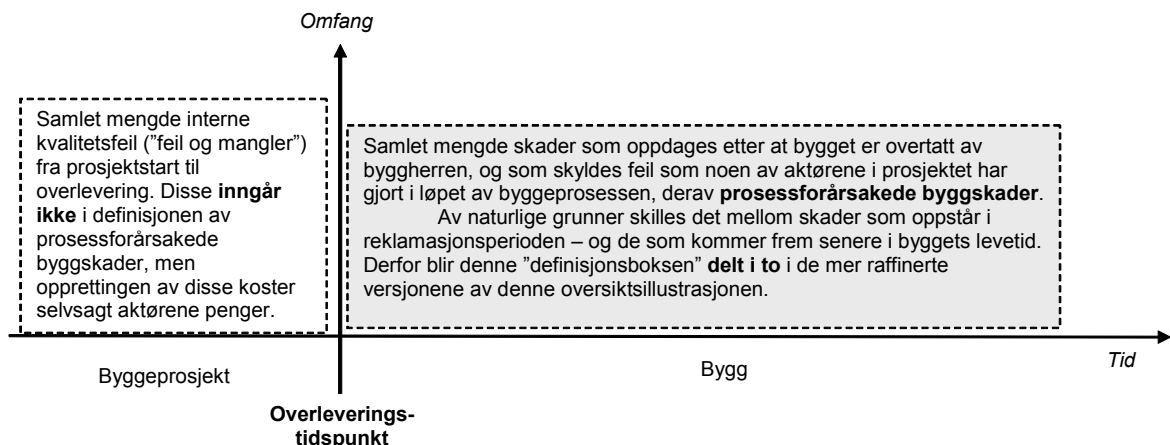 Omfang
Samlet mengde interne
kvalitetsfeil (”feil og mangler”)
fra prosjektstart til
overlevering. Disse inngår
ikke i definisjonen av
prosessforårsakede
byggskader, men
opprettingen av disse koster
selvsagt aktørene penger.
Samlet mengde skader som oppdages etter at bygget er overtatt av
byggherren, og som skyldes feil som noen av aktørene i prosjektet har
gjort i løpet av byggeprosessen, derav prosessforårsakede byggskader.
Av naturlige grunner skilles det mellom skader som oppstår i
reklamasjonsperioden – og de som kommer frem senere i byggets levetid.
Derfor blir denne ”definisjonsboksen” delt i to i de mer raffinerte
versjonene av denne oversiktsillustrasjonen.
Tid
Byggeprosjekt
Bygg
Overleverings-
tidspunkt